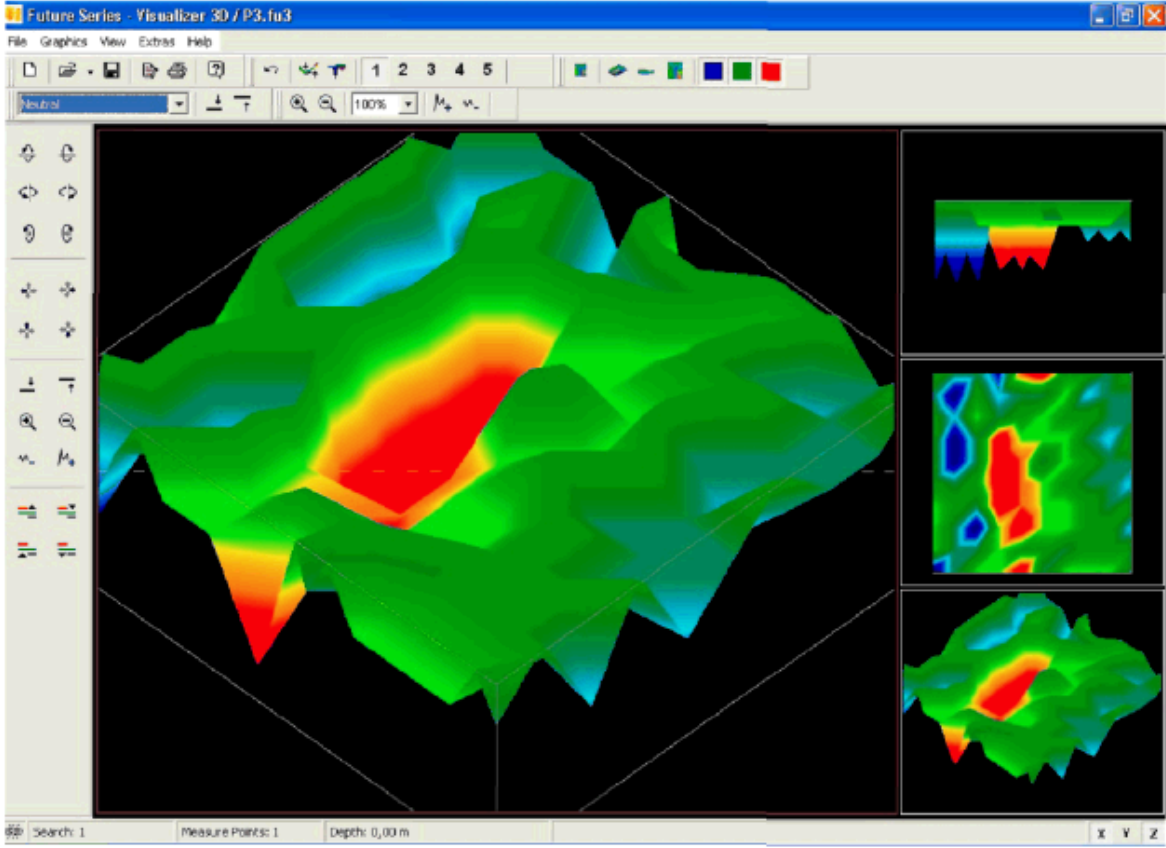 Future Series - Visualizer 3D / P3.fu3
File Graphics View Extras Help
1 2 3 4 5
Neutral 100%
Search: 1 Measure Points: 1 Depth: 0,00 m X Y Z